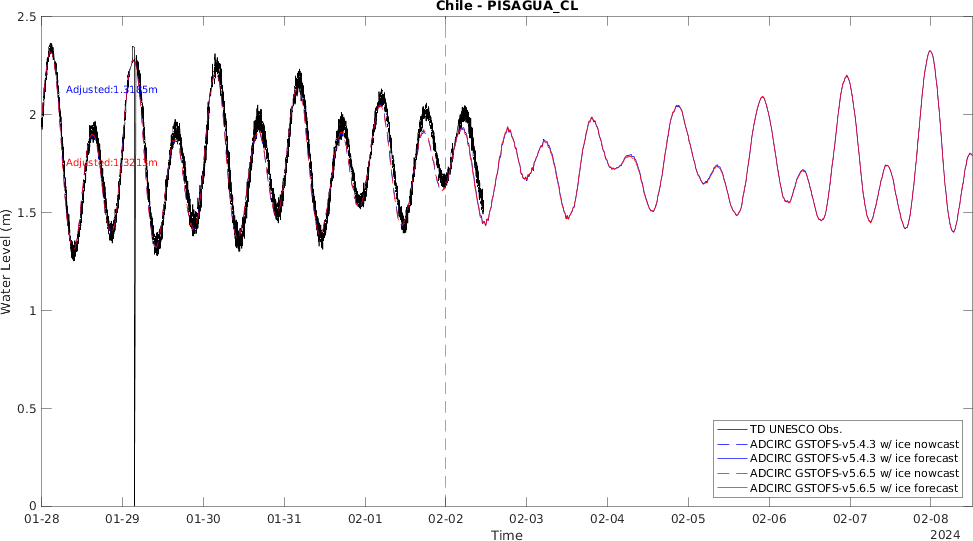 Chile - PISAGUA_CL
2.5
2
1.5
1
0.5
0
Water Level (m)
Adjusted:1.3185m
Adjusted:1.3213m
TD UNESCO Obs.
ADCIRC GSTOFS-v5.4.3 w/ ice nowcast
ADCIRC GSTOFS-v5.4.3 w/ ice forecast
ADCIRC GSTOFS-v5.6.5 w/ ice nowcast
ADCIRC GSTOFS-v5.6.5 w/ ice forecast
01-28 01-29 01-30 01-31 02-01 02-02 02-03 02-04 02-05 02-06 02-07 02-08
Time
2024